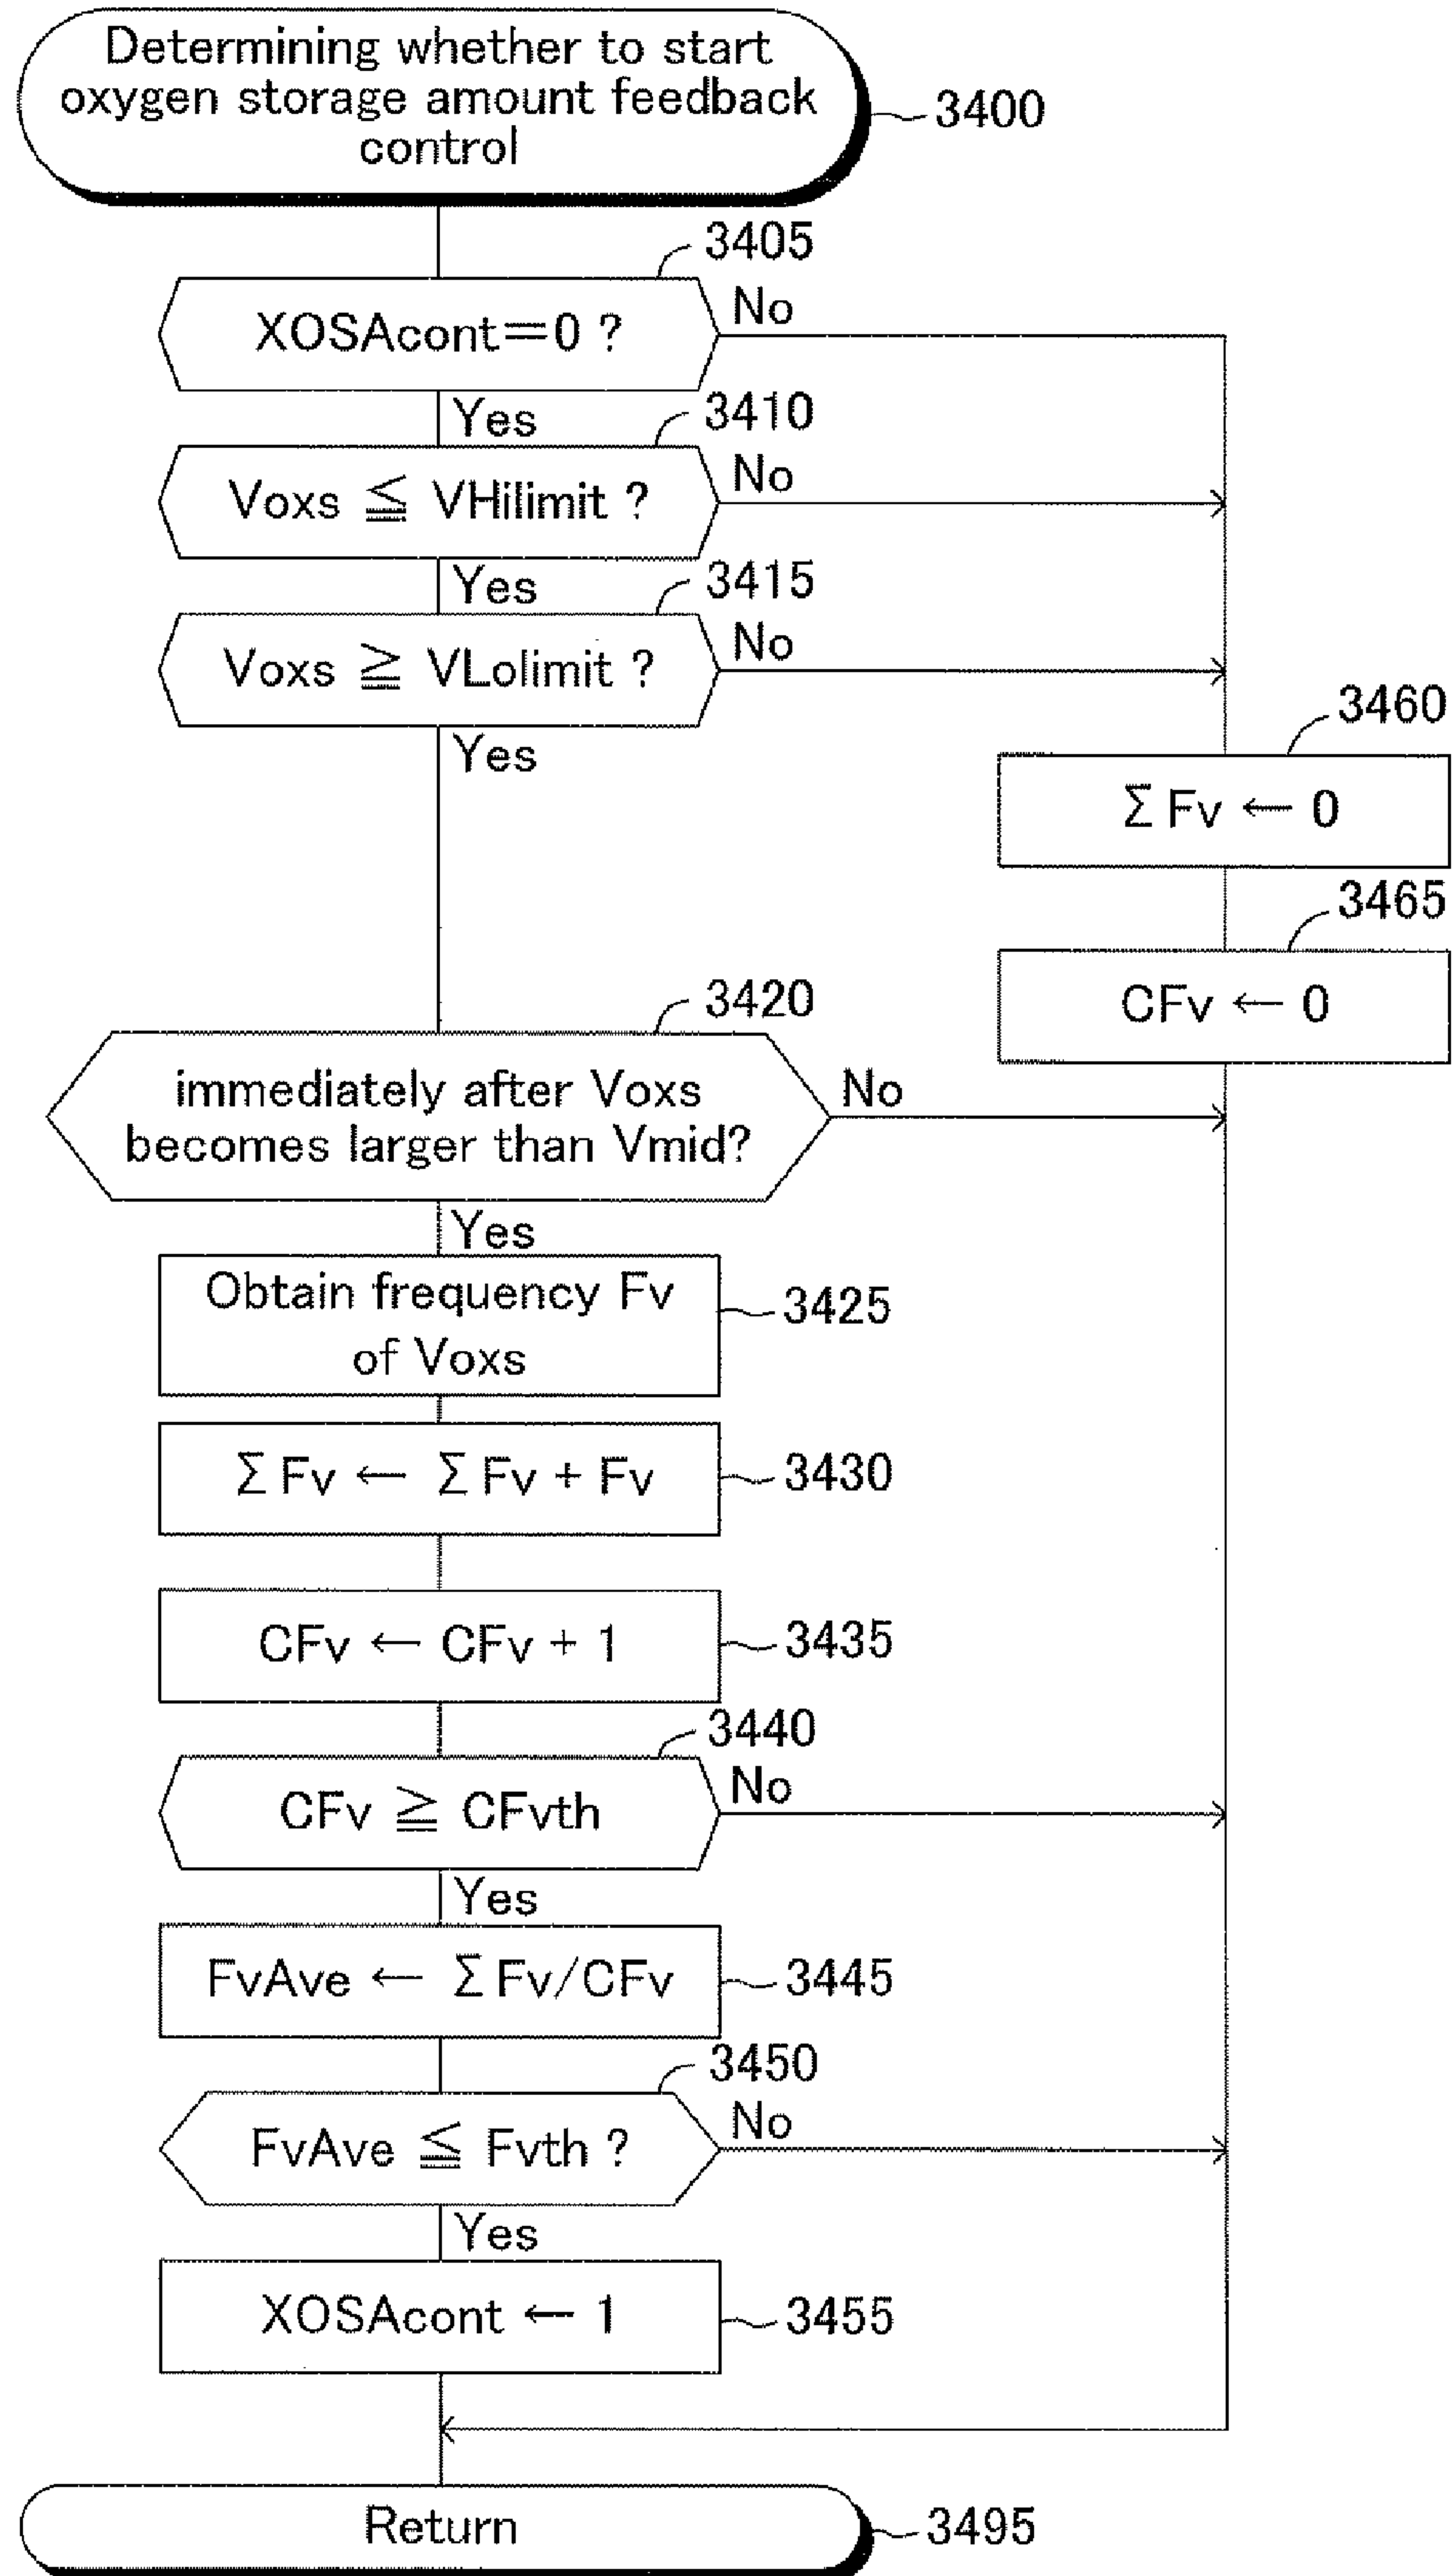 Determining whether to start
oxygen storage amount feedback
control
3400
3405
XOSAcont=0 ?
No
Yes
3410
Voxs ≦ VHilimit ?
No
Yes
3415
Voxs ≧ VLolimit ?
No
Yes
3460
Σ Fv ← 0
3465
CFv ← 0
3420
immediately after Voxs
becomes larger than Vmid?
No
Yes
Obtain frequency Fv
of Voxs
3425
Σ Fv ← Σ Fv + Fv
3430
CFv ← CFv + 1
3435
3440
CFv ≧ CFvth
No
Yes
FvAve ← Σ Fv/CFv
3445
3450
FvAve ≦ Fvth ?
No
Yes
XOSAcont ← 1
3455
Return
3495